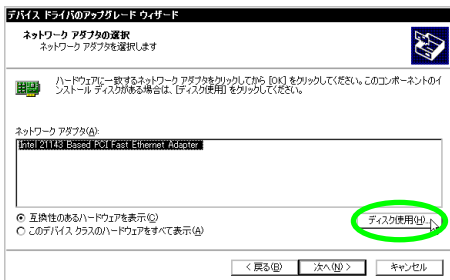 デバイス ドライバのアップグレード ウィザード
ネットワーク アダプタの選択
ネットワーク アダプタを選択します
ハードウェアに一致するネットワーク アダプタをクリックしてから [OK] をクリックしてください。このコンポーネントのイ
ンストール ディスクがある場合は、[ディスク使用] をクリックしてください。
ネットワーク アダプタ(A):
Intel 21143 Based PCI Fast Ethernet Adapter
互換性のあるハードウェアを表示(C)
このデバイス クラスのハードウェアをすべて表示(A)
ディスク使用(H)...
< 戻る(B)
次へ(N) >
キャンセル